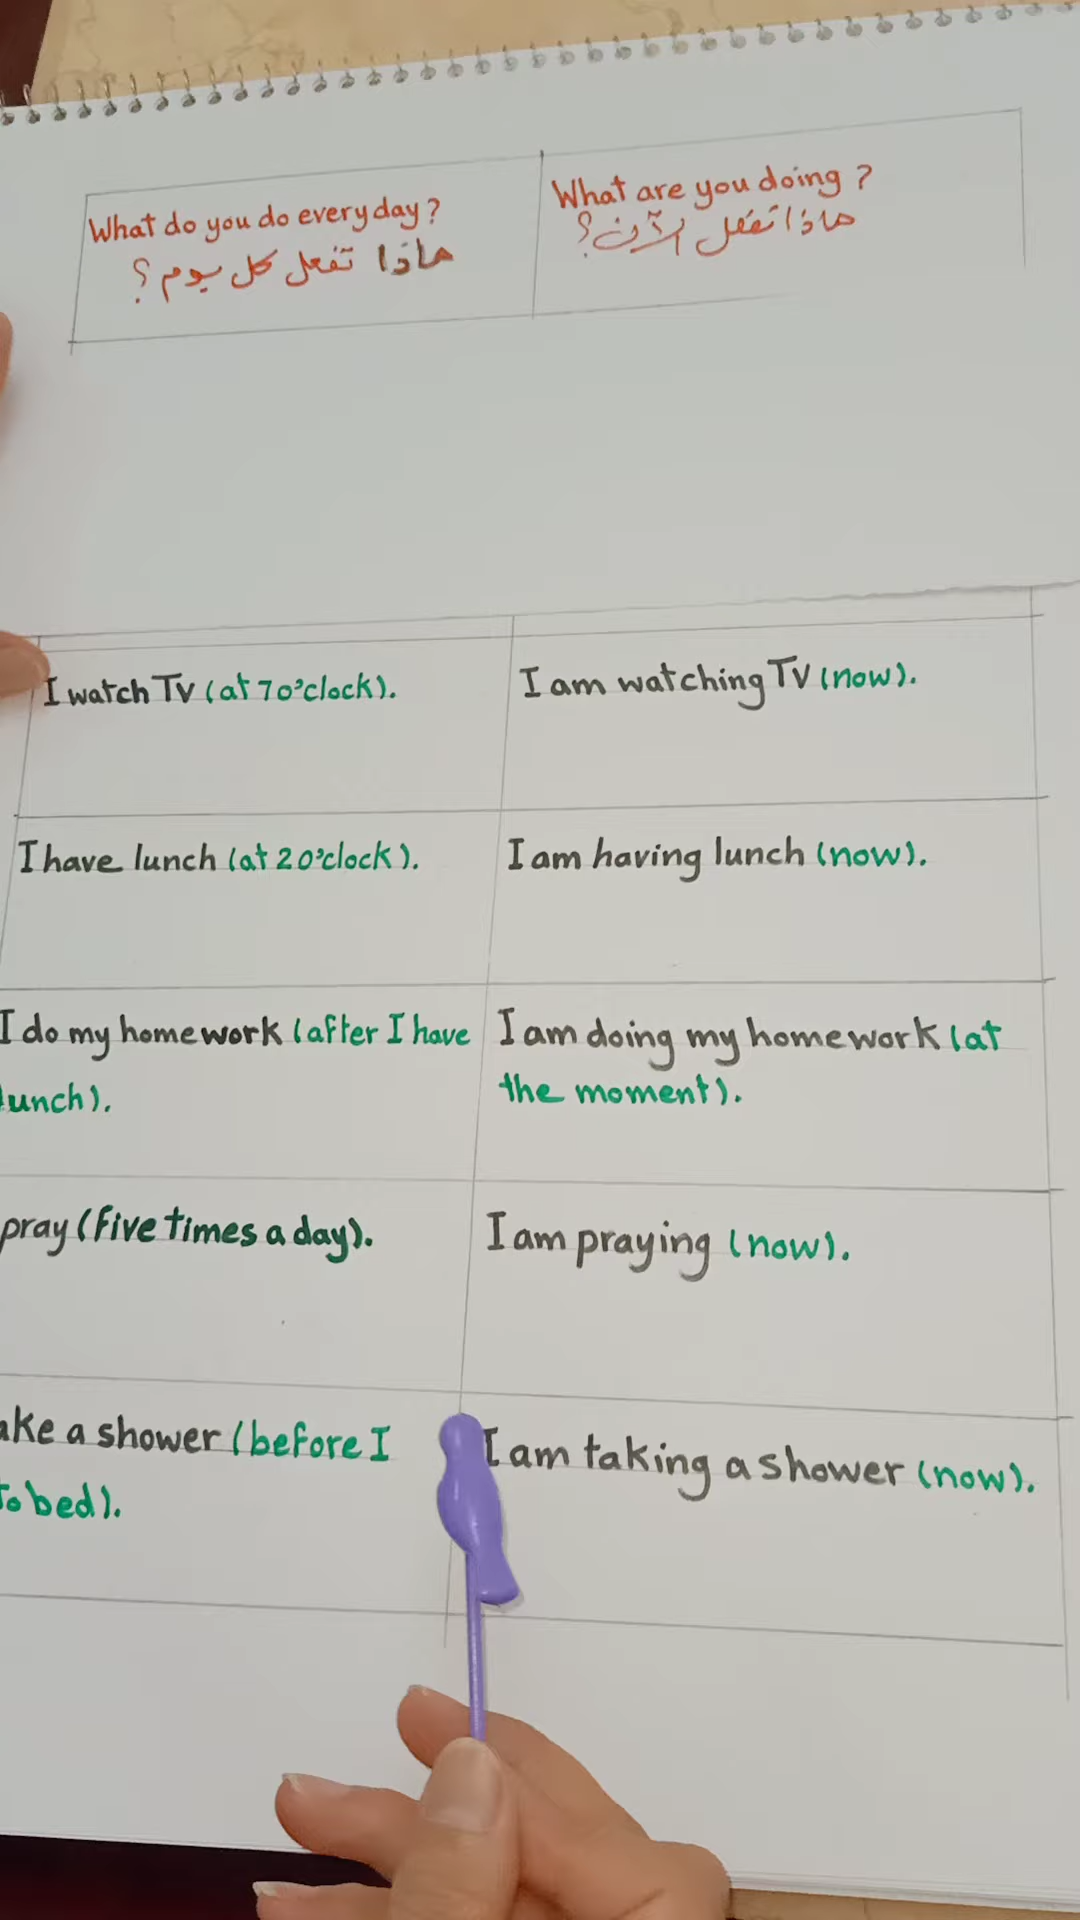 What do you do everyday?
ماذا تفعل كل يوم؟
What are you doing?
ماذا تفعل الآن؟
I watch TV (at 7 o'clock).
I am watching TV (now).
I have lunch (at 2 o'clock).
I am having lunch (now).
I do my homework (after I have
lunch).
I am doing my homework (at
the moment).
pray (five times a day).
I am praying (now).
ake a shower (before I
to bed).
I am taking a shower (now).